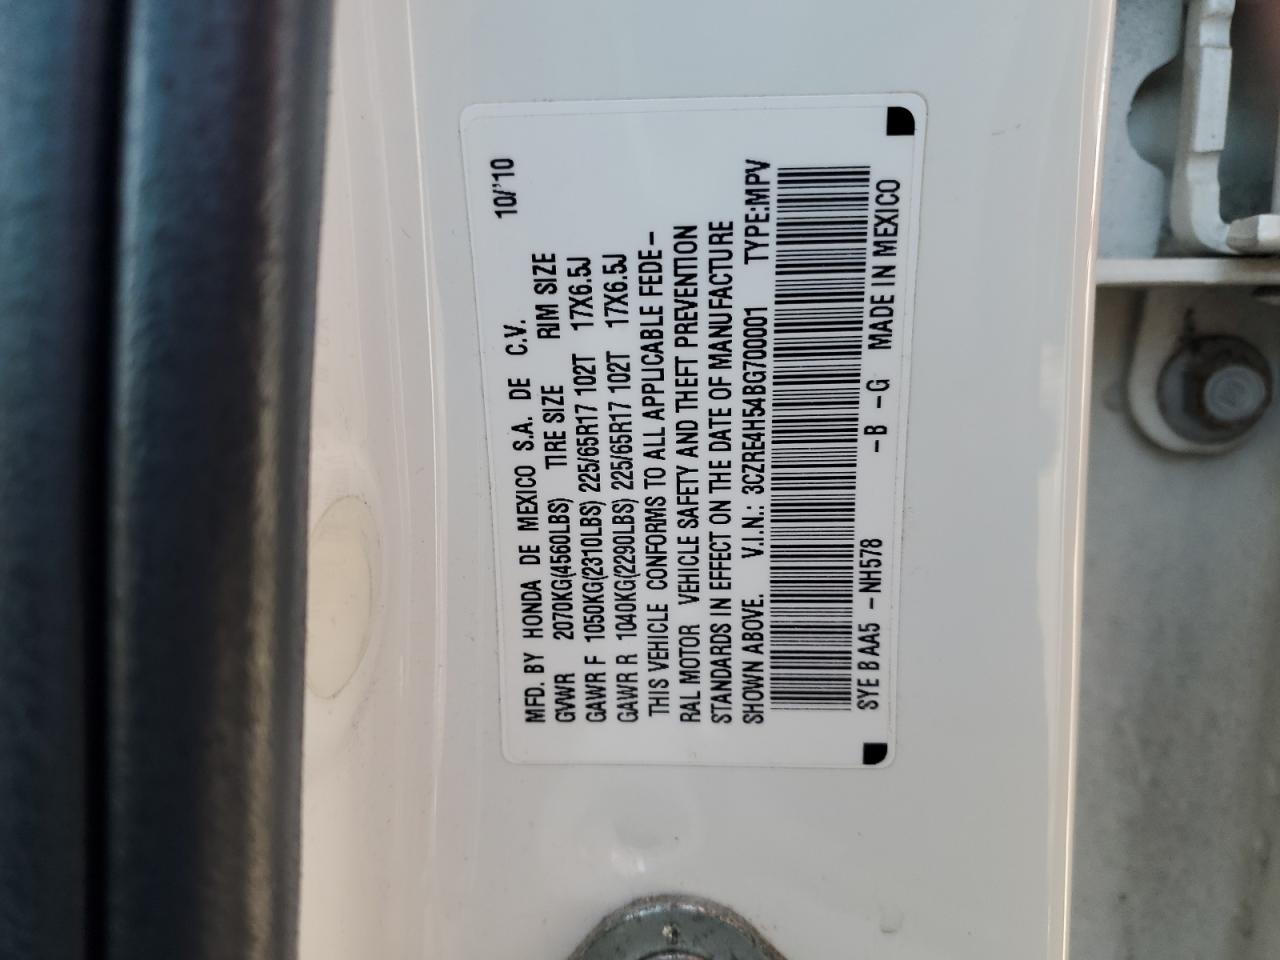 MFD. BY HONDA DE MEXICO S.A. DE C.V. 10/'10
GVWR 2070KG(4560LBS) TIRE SIZE RIM SIZE
GAWR F 1050KG(2310LBS) 225/65R17 102T 17X6.5J
GAWR R 1040KG(2290LBS) 225/65R17 102T 17X6.5J
THIS VEHICLE CONFORMS TO ALL APPLICABLE FEDE-
RAL MOTOR VEHICLE SAFETY AND THEFT PREVENTION
STANDARDS IN EFFECT ON THE DATE OF MANUFACTURE
SHOWN ABOVE. V.I.N.: 3CZRE4H54BG700001 TYPE:MPV
SYE B AA5 -NH578 -B -G MADE IN MEXICO